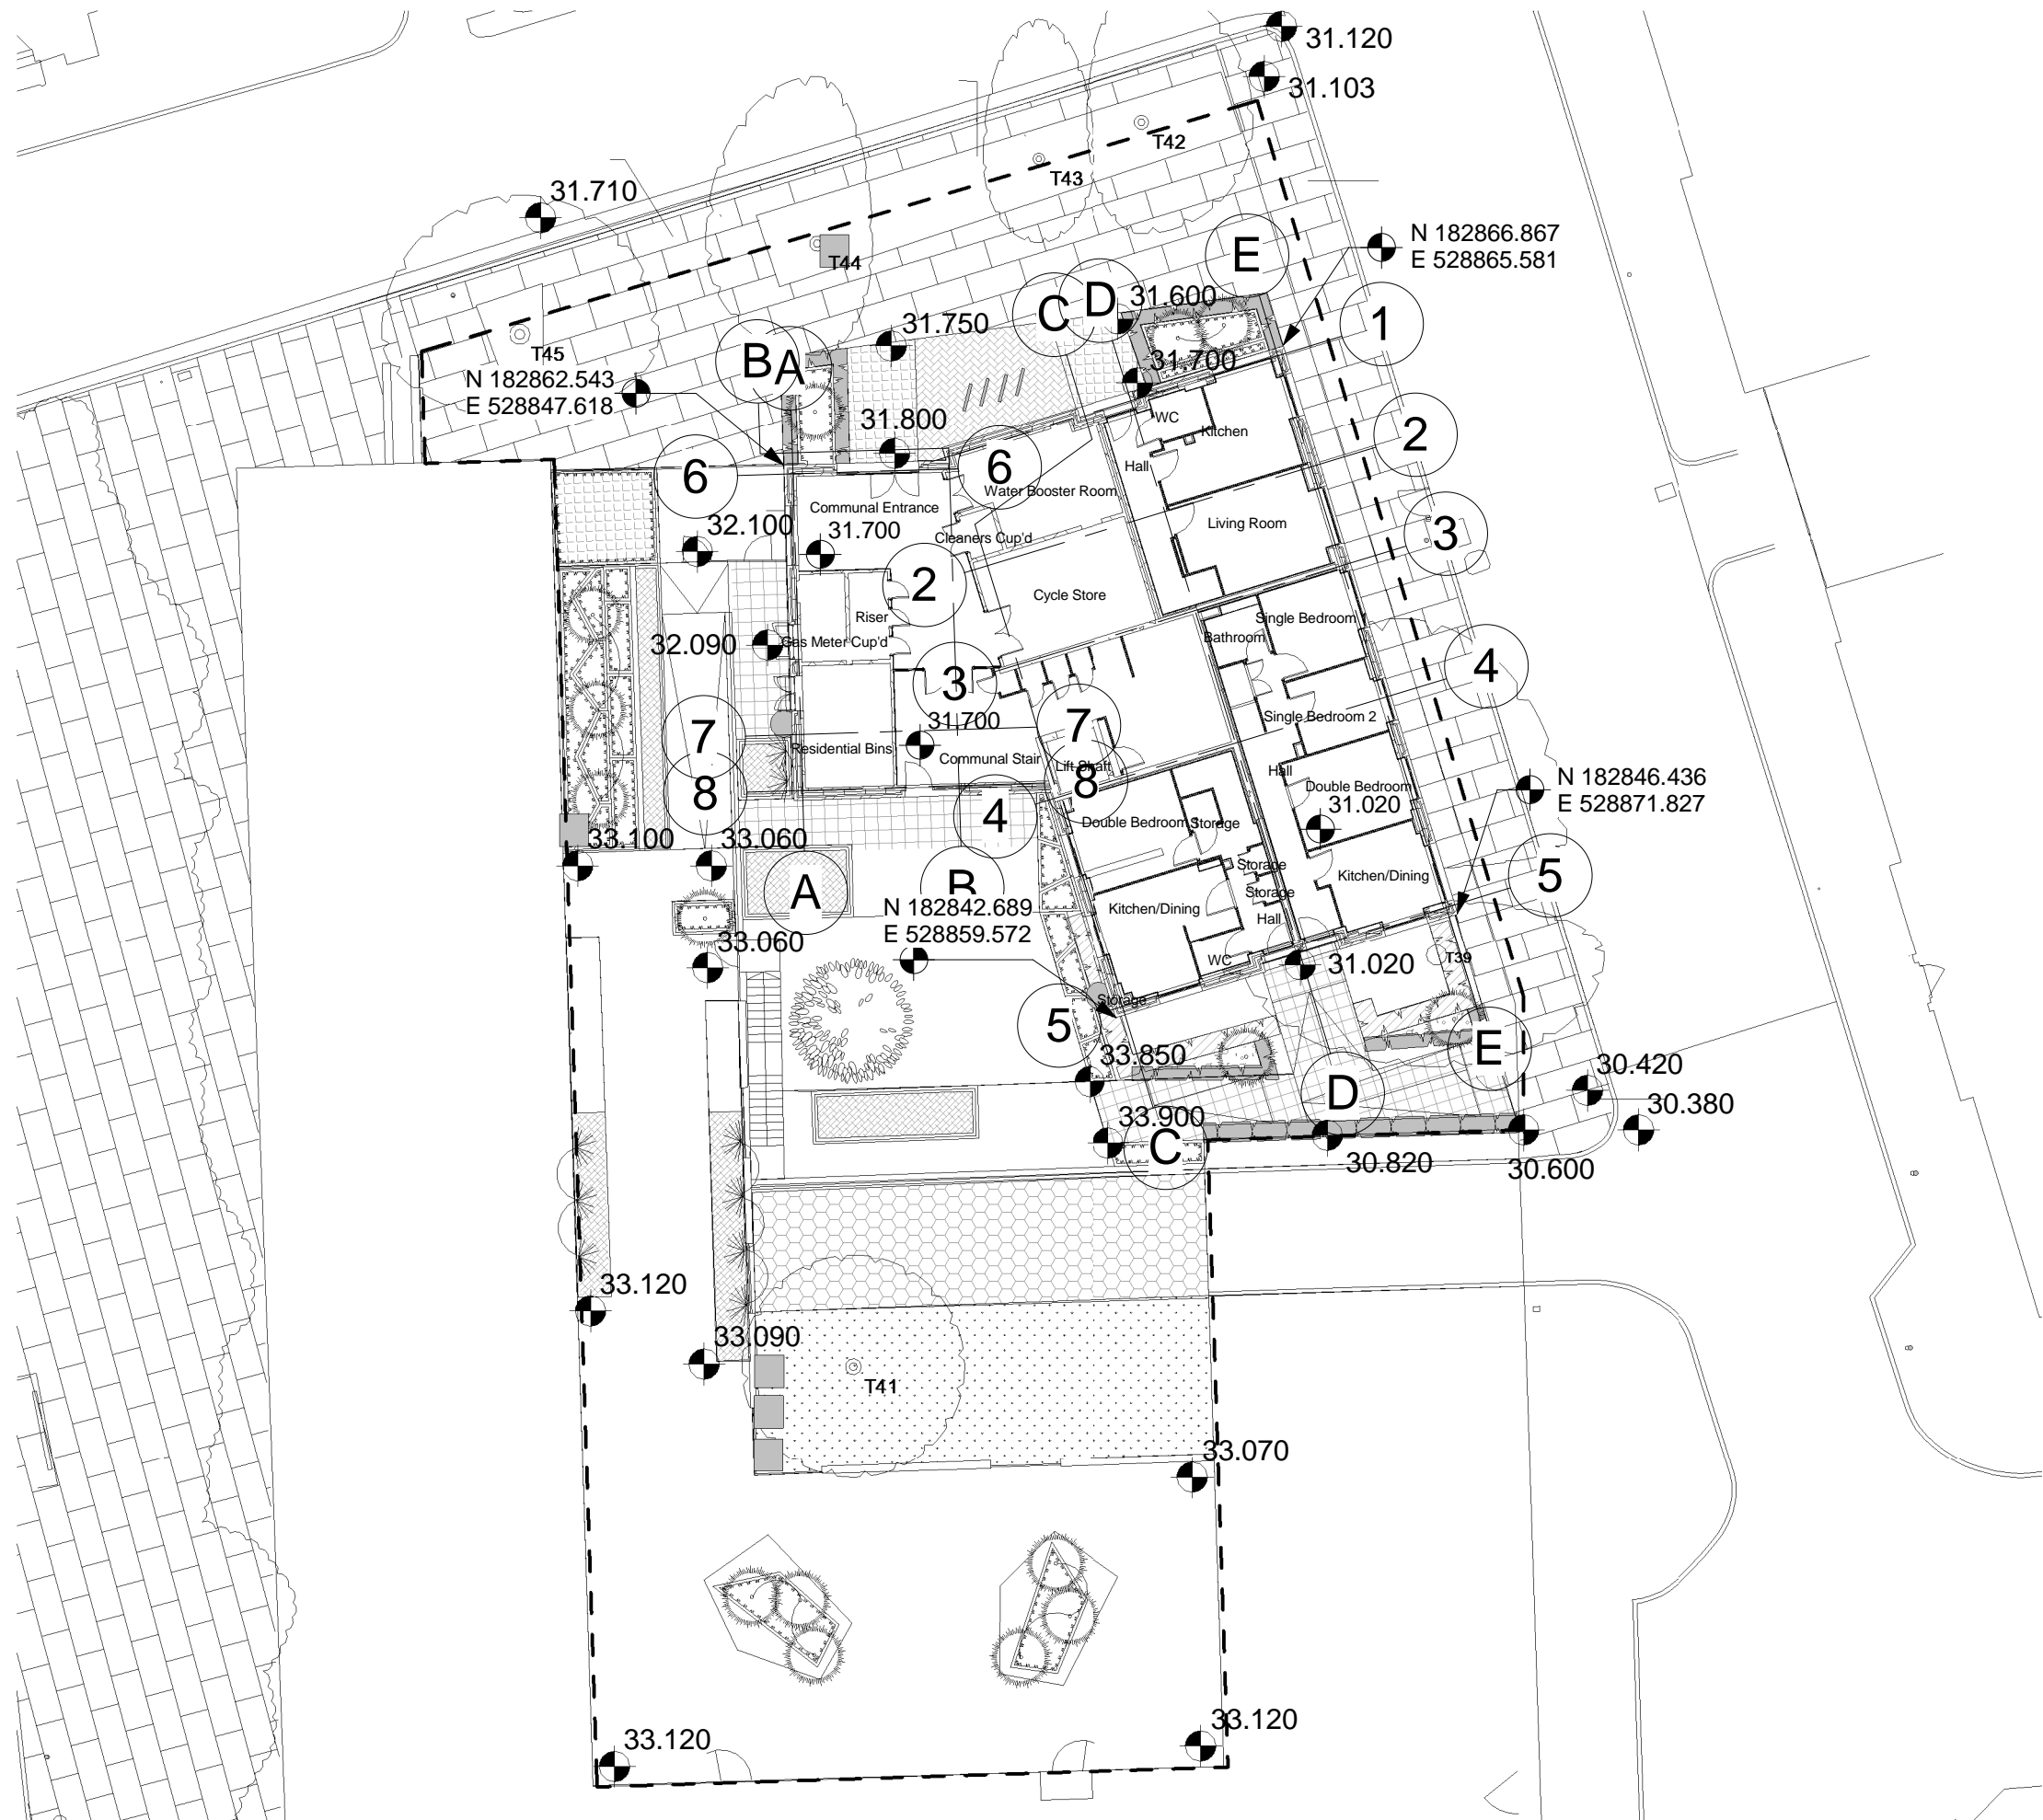 31.120
31.103
T42
T43
31.710
N 182866.867
E 528865.581
E
T44
D
C
31.600
1
31.750
T45
B
A
31.700
N 182862.543
E 528847.618
WC
Kitchen
2
31.800
6
6
Hall
Water Booster Room
Communal Entrance
32.100
31.700
Living Room
3
Cleaners Cup'd
2
Cycle Store
Riser
Single Bedroom
32.090
Gas Meter Cup'd
Bathroom
4
3
31.700
7
7
Single Bedroom 2
Residential Bins
Communal Stair
Lift Shaft
Hall
8
8
N 182846.436
E 528871.827
Double Bedroom
31.020
4
Double Bedroom 1
Storage
33.100
33.060
Storage
Kitchen/Dining
5
A
B
Storage
N 182842.689
E 528859.572
Kitchen/Dining
Hall
33.060
WC
31.020
T39
Storage
5
E
33.850
30.420
D
33.900
30.380
C
30.820
30.600
33.120
33.090
T41
33.070
33.120
33.120